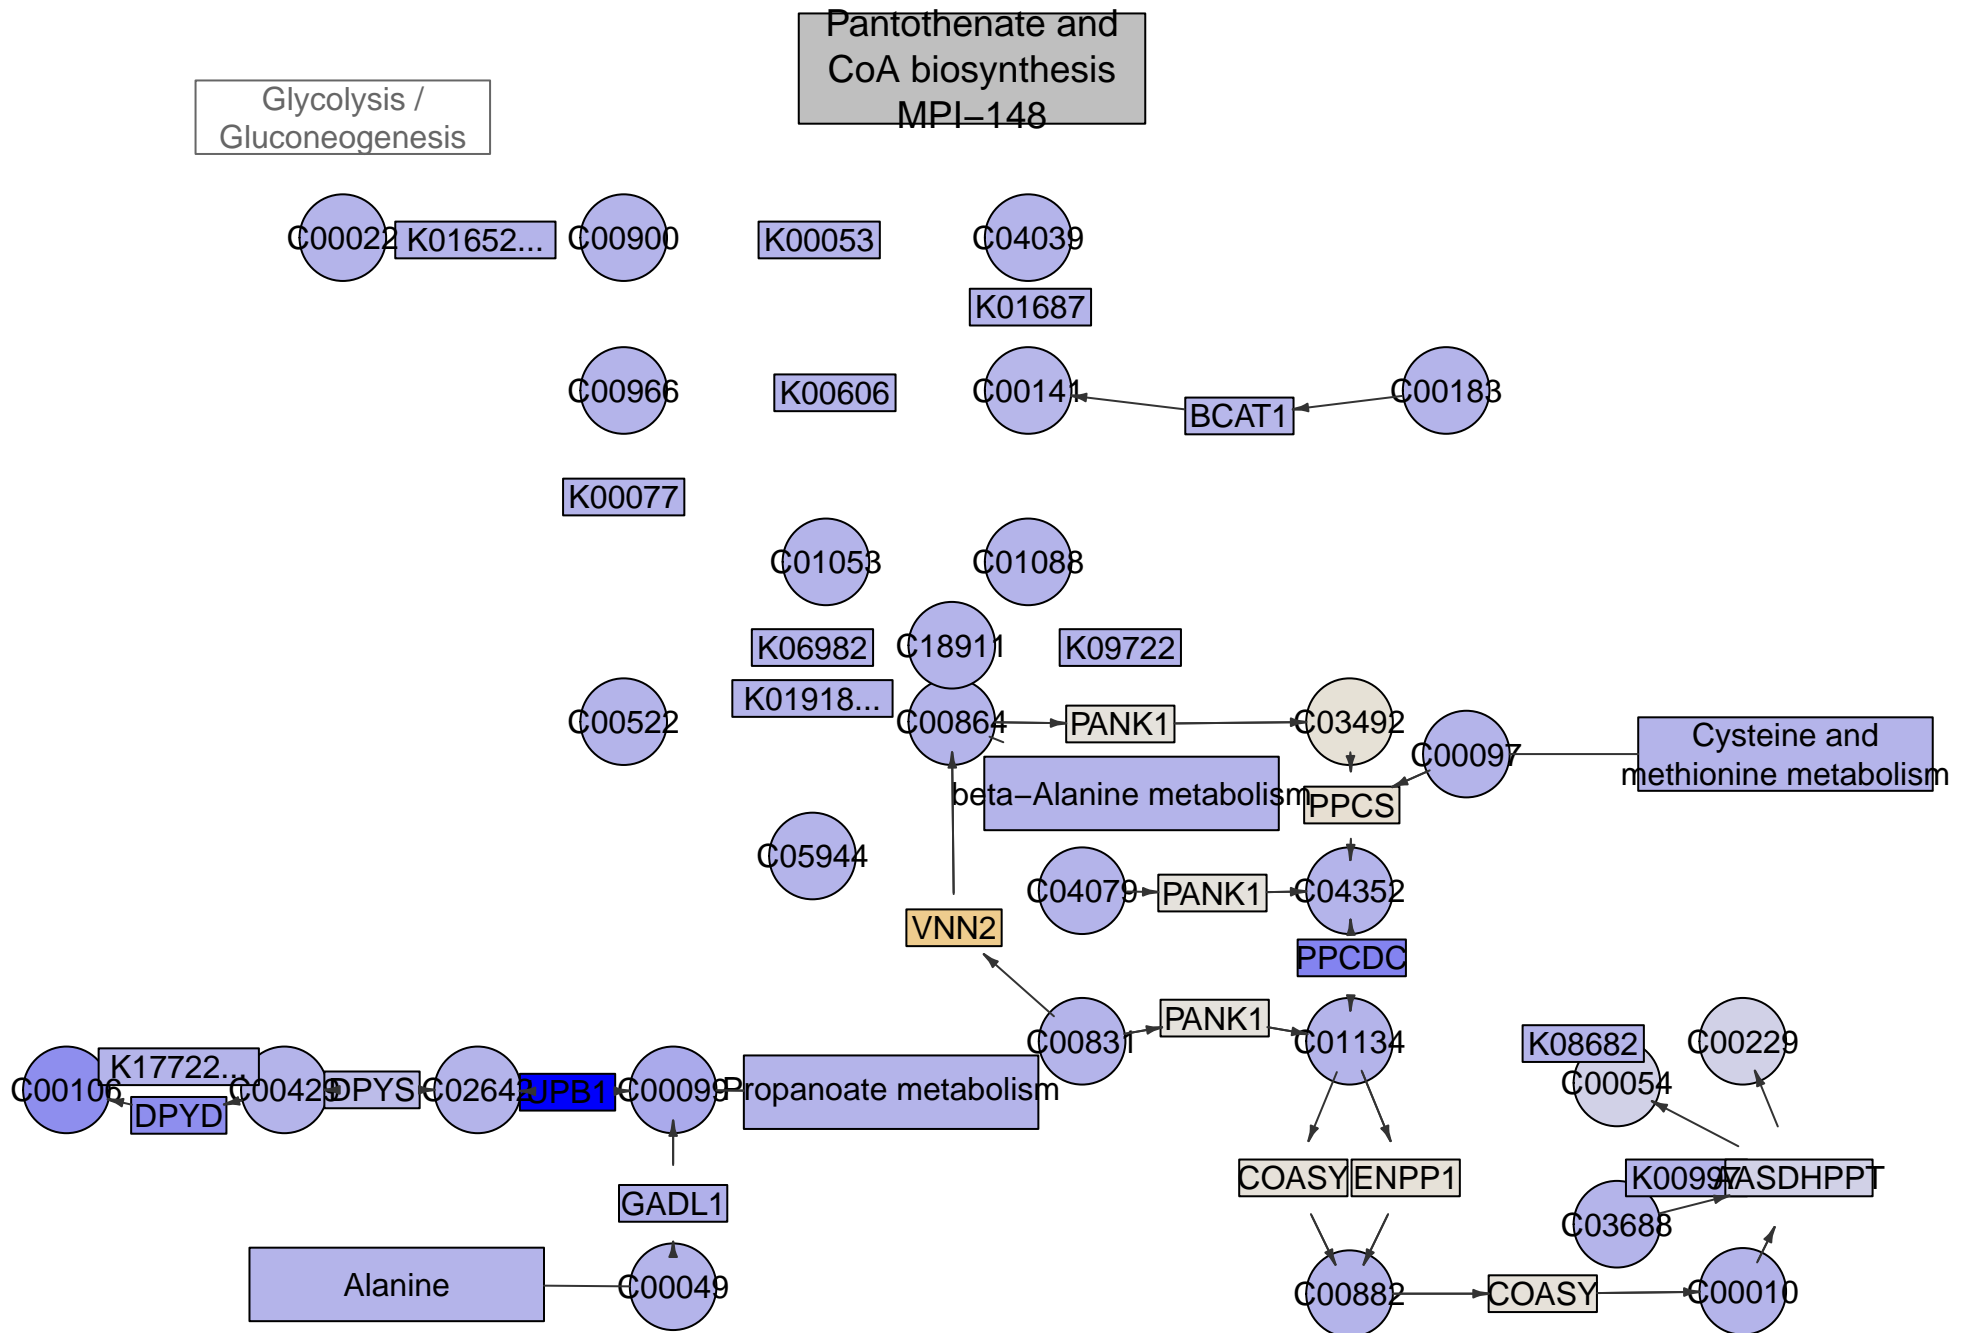 Pantothenate and
CoA biosynthesis
MPI−148
Glycolysis /
Gluconeogenesis
C00022
K01652...
C00900
K00053
C04039
K01687
C00966
K00606
C00141
BCAT1
C00183
K00077
C01053
C01088
K06982
C18911
K09722
K01918...
C00522
C00864
PANK1
C03492
C00097
Cysteine and
methionine metabolism
beta−Alanine metabolism
PPCS
C05944
C04079
PANK1
C04352
VNN2
PPCDC
C00831
PANK1
C01134
K08682
C00229
C00054
C00106
K17722...
C00429
DPYS
C02642
UPB1
C00099
Propanoate metabolism
DPYD
COASY
ENPP1
K00997
AASDHPPT
GADL1
C03688
Alanine
C00049
C00882
COASY
C00010